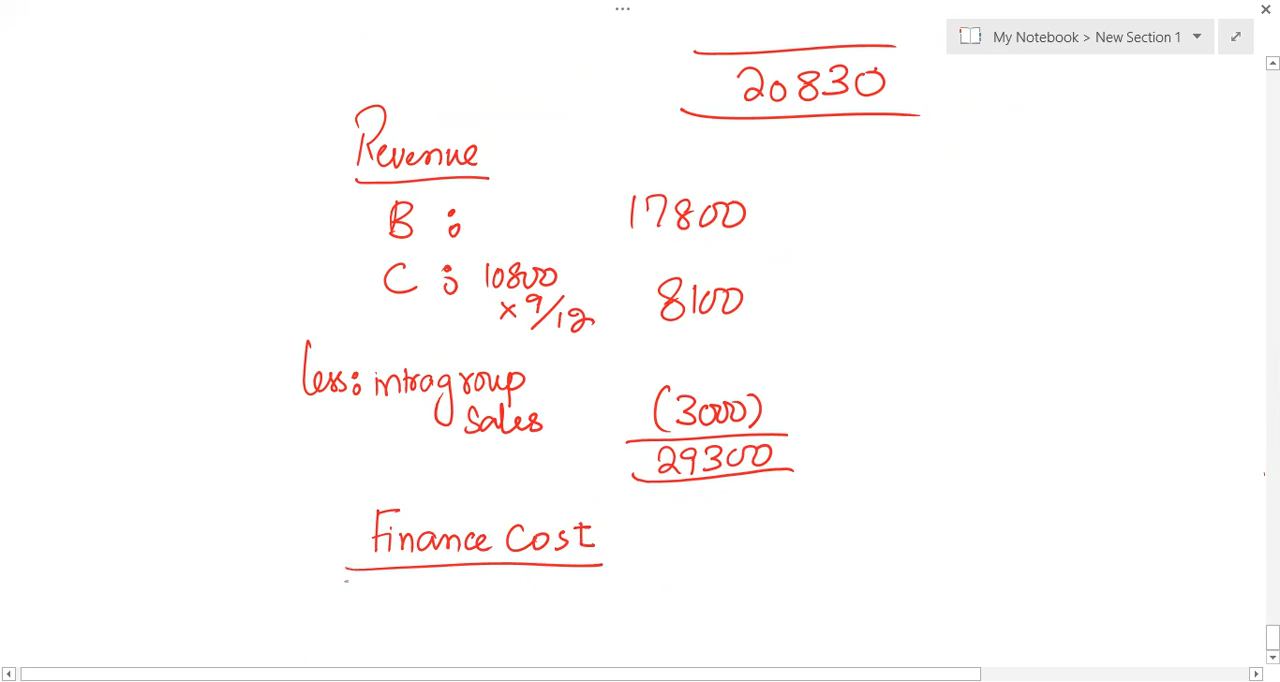 ...
My Notebook > New Section 1
20830
Revenue
B : 17800
C : 10800 8100
× 9/12
less: intragroup
sales (3000)
29300
Finance Cost